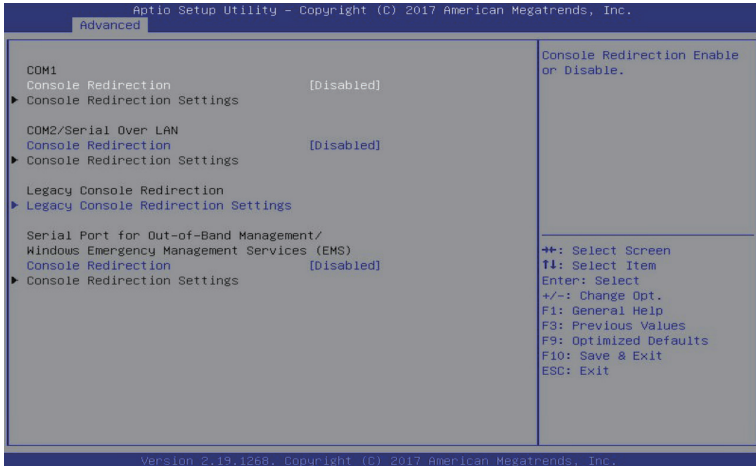 Aptio Setup Utility – Copyright (C) 2017 American Megatrends, Inc.
Advanced
COM1
Console Redirection [Disabled]
▶ Console Redirection Settings
COM2/Serial Over LAN
Console Redirection [Disabled]
▶ Console Redirection Settings
Legacy Console Redirection
▶ Legacy Console Redirection Settings
Serial Port for Out-of-Band Management/
Windows Emergency Management Services (EMS)
Console Redirection [Disabled]
▶ Console Redirection Settings
Console Redirection Enable
or Disable.
→←: Select Screen
↑↓: Select Item
Enter: Select
+/-: Change Opt.
F1: General Help
F3: Previous Values
F9: Optimized Defaults
F10: Save & Exit
ESC: Exit
Version 2.19.1268. Copyright (C) 2017 American Megatrends, Inc.